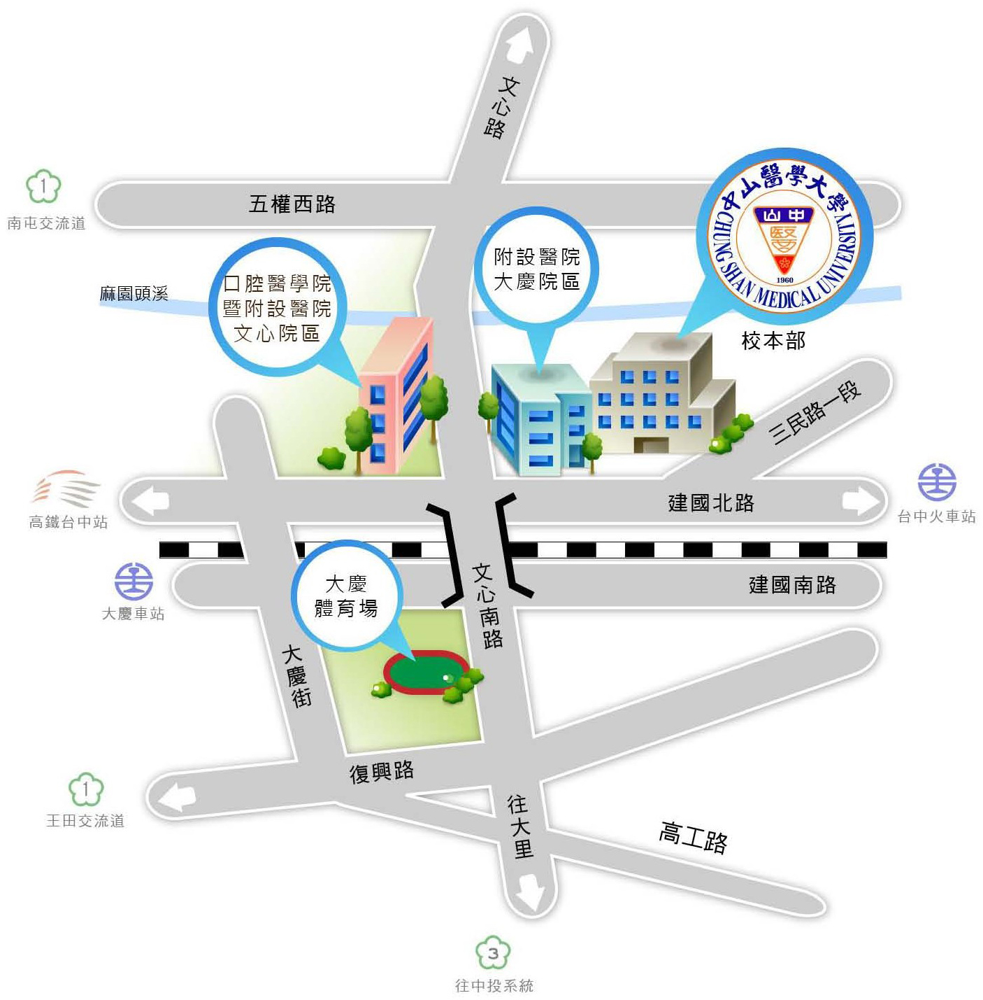 文心路
1
南屯交流道
五權西路
中山醫學大學
CHUNG SHAN MEDICAL UNIVERSITY
中山
醫
1960
校本部
附設醫院
大慶院區
口腔醫學院
暨附設醫院
文心院區
麻園頭溪
三民路一段
高鐵台中站
建國北路
台中火車站
大慶車站
大慶
體育場
文心南路
建國南路
大慶街
復興路
1
王田交流道
往大里
高工路
3
往中投系統